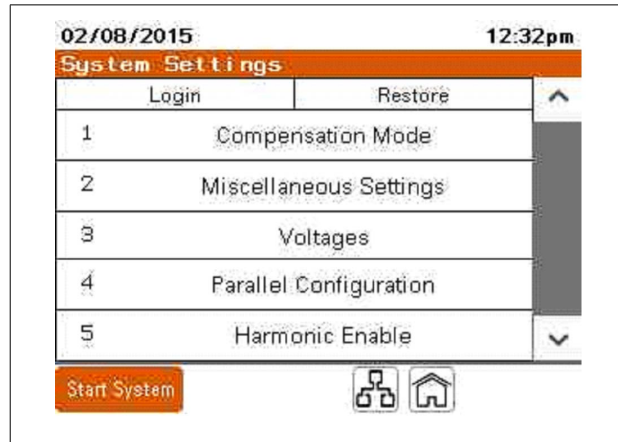 02/08/2015 12:32pm
System Settings
Login Restore
1 Compensation Mode
2 Miscellaneous Settings
3 Voltages
4 Parallel Configuration
5 Harmonic Enable
Start System